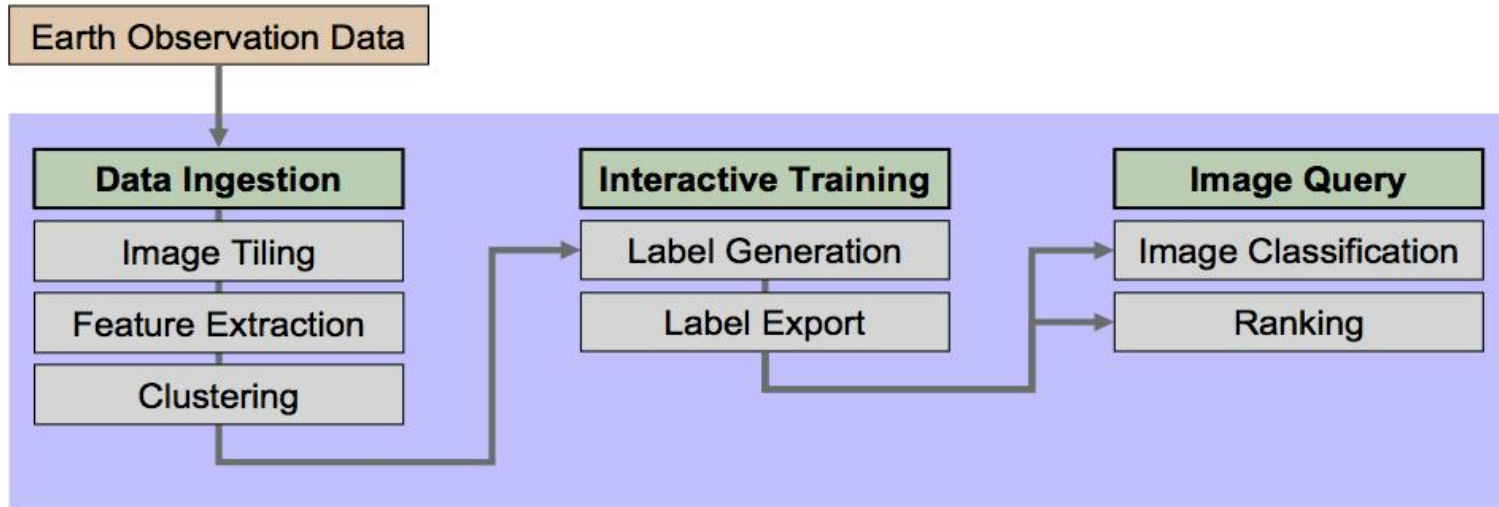 Earth Observation Data
Data Ingestion
Image Tiling
Feature Extraction
Clustering
Interactive Training
Label Generation
Label Export
Image Query
Image Classification
Ranking